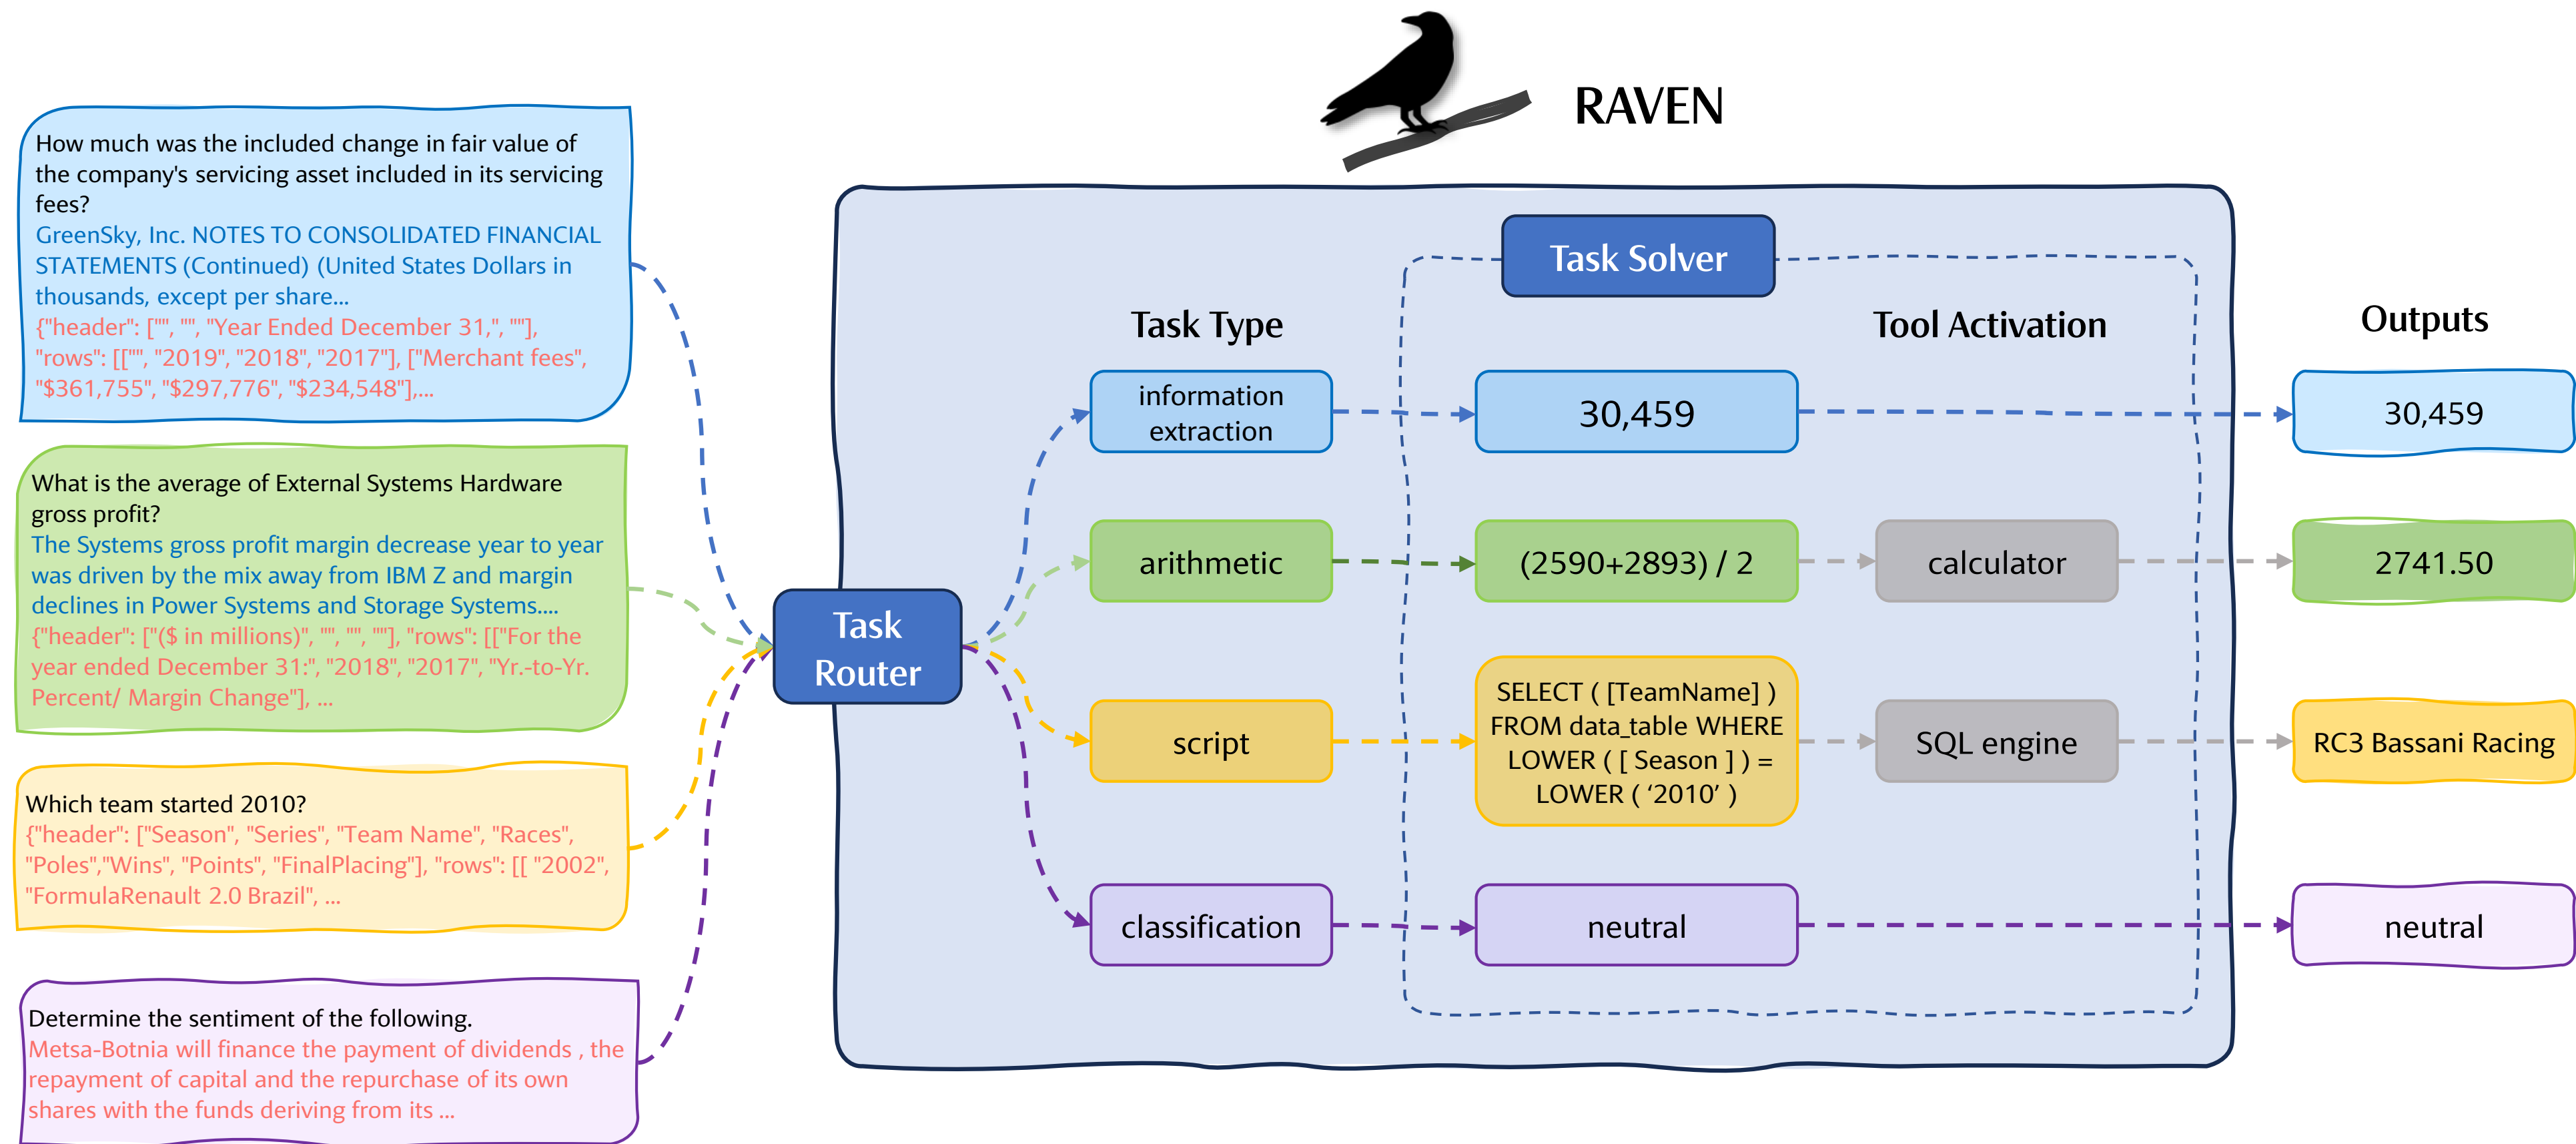 RAVEN
How much was the included change in fair value of
the company's servicing asset included in its servicing
fees?
GreenSky, Inc. NOTES TO CONSOLIDATED FINANCIAL
STATEMENTS (Continued) (United States Dollars in
thousands, except per share...
{"header": ["", "", "Year Ended December 31,", ""],
"rows": [["", "2019", "2018", "2017"], ["Merchant fees",
"$361,755", "$297,776", "$234,548"],...
What is the average of External Systems Hardware
gross profit?
The Systems gross profit margin decrease year to year
was driven by the mix away from IBM Z and margin
declines in Power Systems and Storage Systems....
{"header": ["($ in millions)", "", "", ""], "rows": [["For the
year ended December 31:", "2018", "2017", "Yr.-to-Yr.
Percent/ Margin Change"], ...
Which team started 2010?
{"header": ["Season", "Series", "Team Name", "Races",
"Poles","Wins", "Points", "FinalPlacing"], "rows": [[ "2002",
"FormulaRenault 2.0 Brazil", ...
Determine the sentiment of the following.
Metsa-Botnia will finance the payment of dividends , the
repayment of capital and the repurchase of its own
shares with the funds deriving from its ...
Task
Router
Task Solver
Task Type
Tool Activation
Outputs
information
extraction
30,459
30,459
arithmetic
(2590+2893) / 2
calculator
2741.50
script
SELECT ( [TeamName] )
FROM data_table WHERE
LOWER ( [ Season ] ) =
LOWER ( ‘2010’ )
SQL engine
RC3 Bassani Racing
classification
neutral
neutral